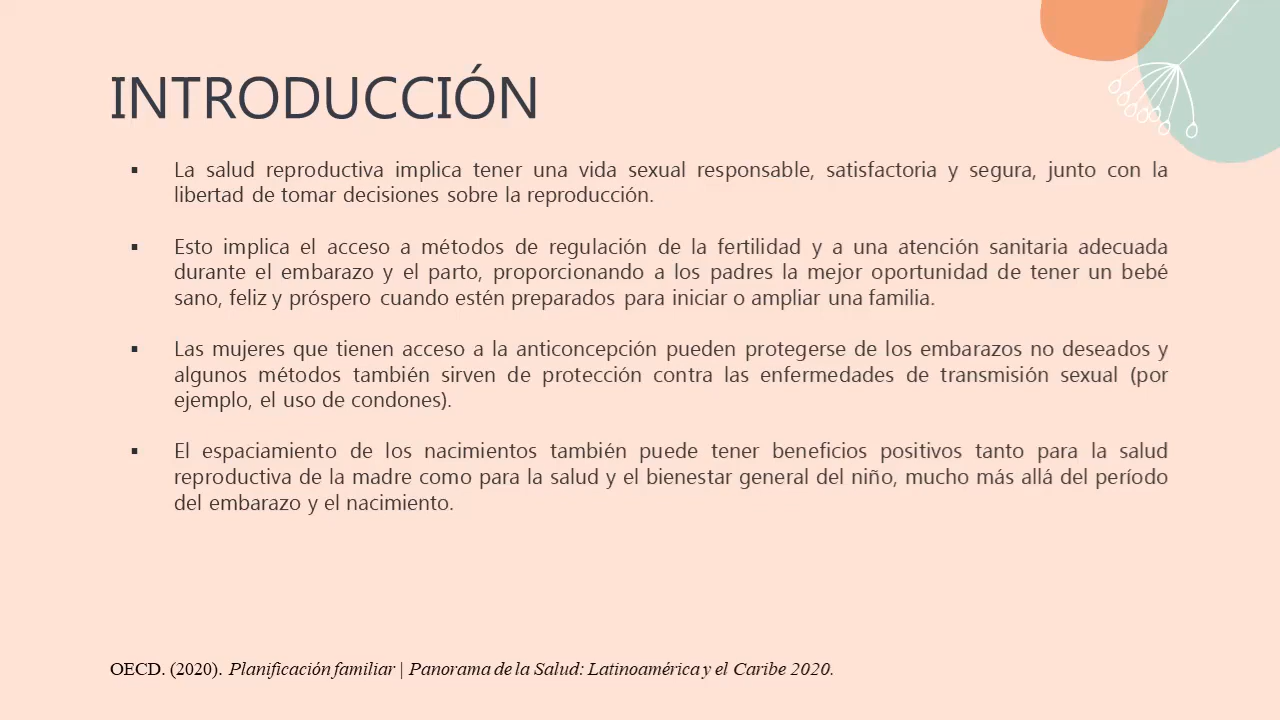 INTRODUCCIÓN
▪ La salud reproductiva implica tener una vida sexual responsable, satisfactoria y segura, junto con la
libertad de tomar decisiones sobre la reproducción.
▪ Esto implica el acceso a métodos de regulación de la fertilidad y a una atención sanitaria adecuada
durante el embarazo y el parto, proporcionando a los padres la mejor oportunidad de tener un bebé
sano, feliz y próspero cuando estén preparados para iniciar o ampliar una familia.
▪ Las mujeres que tienen acceso a la anticoncepción pueden protegerse de los embarazos no deseados y
algunos métodos también sirven de protección contra las enfermedades de transmisión sexual (por
ejemplo, el uso de condones).
▪ El espaciamiento de los nacimientos también puede tener beneficios positivos tanto para la salud
reproductiva de la madre como para la salud y el bienestar general del niño, mucho más allá del período
del embarazo y el nacimiento.
OECD. (2020). Planificación familiar | Panorama de la Salud: Latinoamérica y el Caribe 2020.